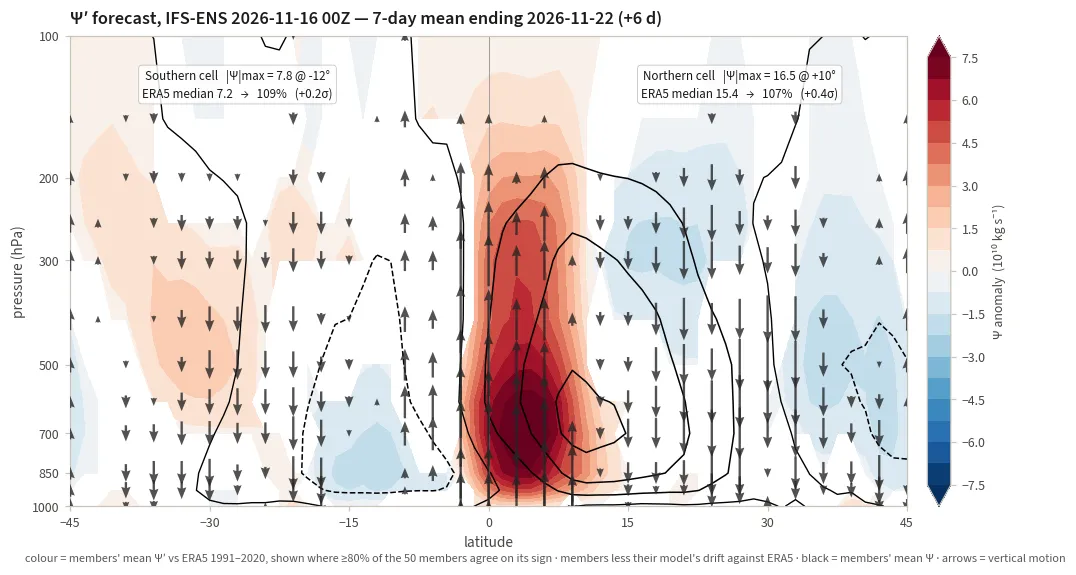 Ψ′ forecast, IFS-ENS 2026-11-16 00Z — 7-day mean ending 2026-11-22 (+6 d)
Southern cell |Ψ|max = 7.8 @ -12°
ERA5 median 7.2 → 109% (+0.2σ)
Northern cell |Ψ|max = 16.5 @ +10°
ERA5 median 15.4 → 107% (+0.4σ)
pressure (hPa)
100
200
300
400
500
700
850
1000
−45
−30
−15
0
15
30
45
latitude
7.5
6.0
4.5
3.0
1.5
0.0
−1.5
−3.0
−4.5
−6.0
−7.5
Ψ anomaly (10¹⁰ kg s⁻¹)
colour = members' mean Ψ′ vs ERA5 1991–2020, shown where ≥80% of the 50 members agree on its sign · members less their model's drift against ERA5 · black = members' mean Ψ · arrows = vertical motion